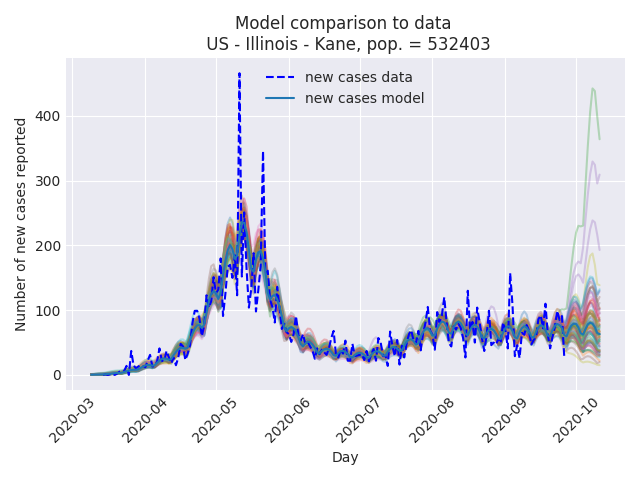 Model comparison to data
US - Illinois - Kane, pop. = 532403
new cases data
new cases model
Number of new cases reported
400
300
200
100
0
2020-03
2020-04
2020-05
2020-06
2020-07
2020-08
2020-09
2020-10
Day